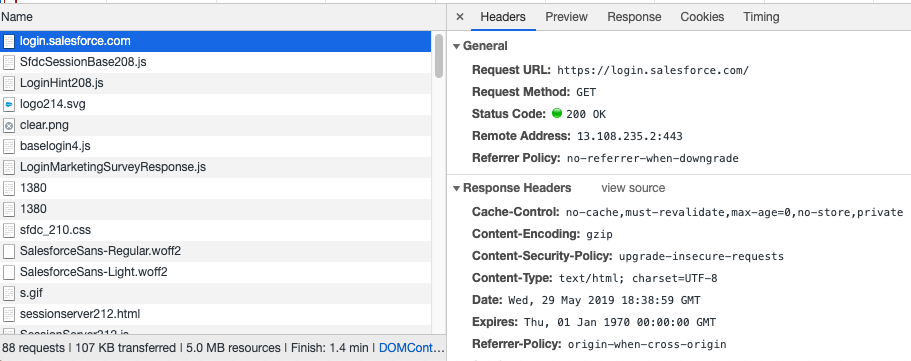 Name
login.salesforce.com
SfdcSessionBase208.js
LoginHint208.js
logo214.svg
clear.png
baselogin4.js
LoginMarketingSurveyResponse.js
1380
1380
sfdc_210.css
SalesforceSans-Regular.woff2
SalesforceSans-Light.woff2
s.gif
sessionserver212.html
SessionServer212.js
88 requests | 107 KB transferred | 5.0 MB resources | Finish: 1.4 min | DOMCont…
× Headers Preview Response Cookies Timing
General
Request URL: https://login.salesforce.com/
Request Method: GET
Status Code: 200 OK
Remote Address: 13.108.235.2:443
Referrer Policy: no-referrer-when-downgrade
Response Headers view source
Cache-Control: no-cache,must-revalidate,max-age=0,no-store,private
Content-Encoding: gzip
Content-Security-Policy: upgrade-insecure-requests
Content-Type: text/html; charset=UTF-8
Date: Wed, 29 May 2019 18:38:59 GMT
Expires: Thu, 01 Jan 1970 00:00:00 GMT
Referrer-Policy: origin-when-cross-origin